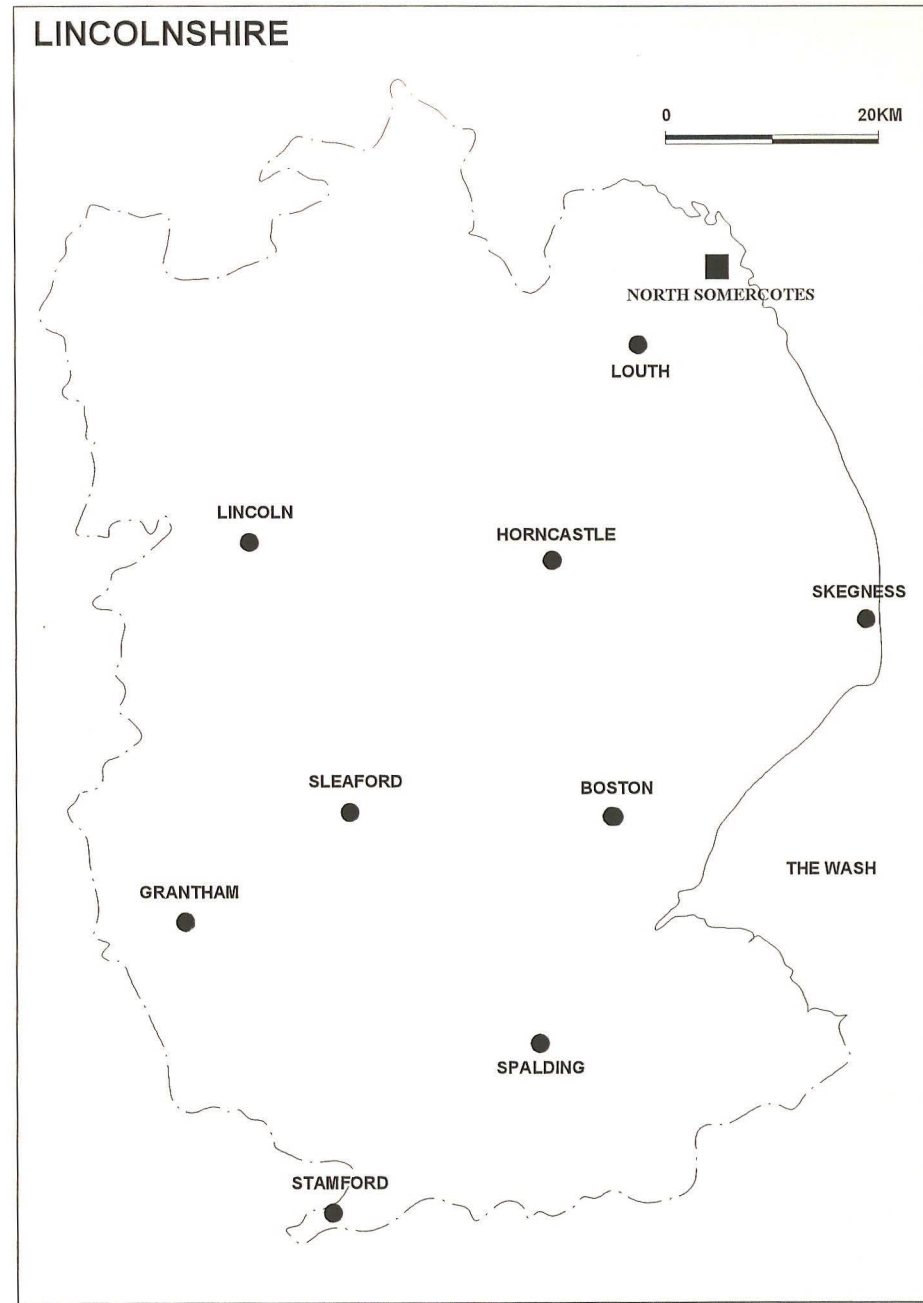 LINCOLNSHIRE
0 20KM
NORTH SOMERCOTES
LOUTH
LINCOLN
HORNCASTLE
SKEGNESS
SLEAFORD
BOSTON
THE WASH
GRANTHAM
SPALDING
STAMFORD